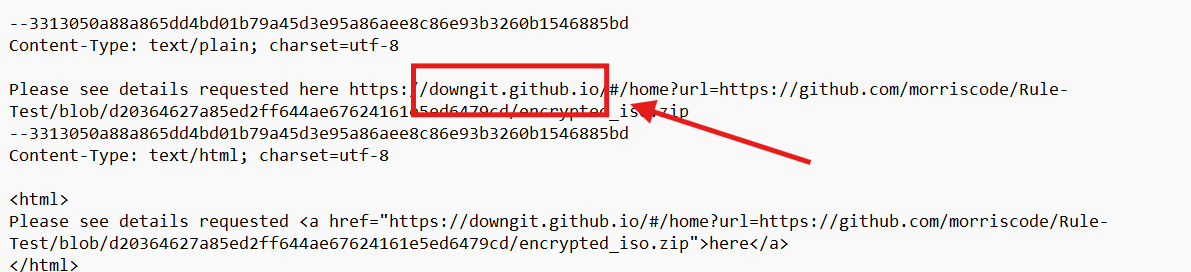 --3313050a88a865dd4bd01b79a45d3e95a86aee8c86e93b3260b1546885bd
Content-Type: text/plain; charset=utf-8
Please see details requested here https://downgit.github.io/#/home?url=https://github.com/morriscode/Rule-
Test/blob/d20364627a85ed2ff644ae67624161e5ed6479cd/encrypted_iso.zip
--3313050a88a865dd4bd01b79a45d3e95a86aee8c86e93b3260b1546885bd
Content-Type: text/html; charset=utf-8
<html>
Please see details requested <a href="https://downgit.github.io/#/home?url=https://github.com/morriscode/Rule-
Test/blob/d20364627a85ed2ff644ae67624161e5ed6479cd/encrypted_iso.zip">here</a>
</html>